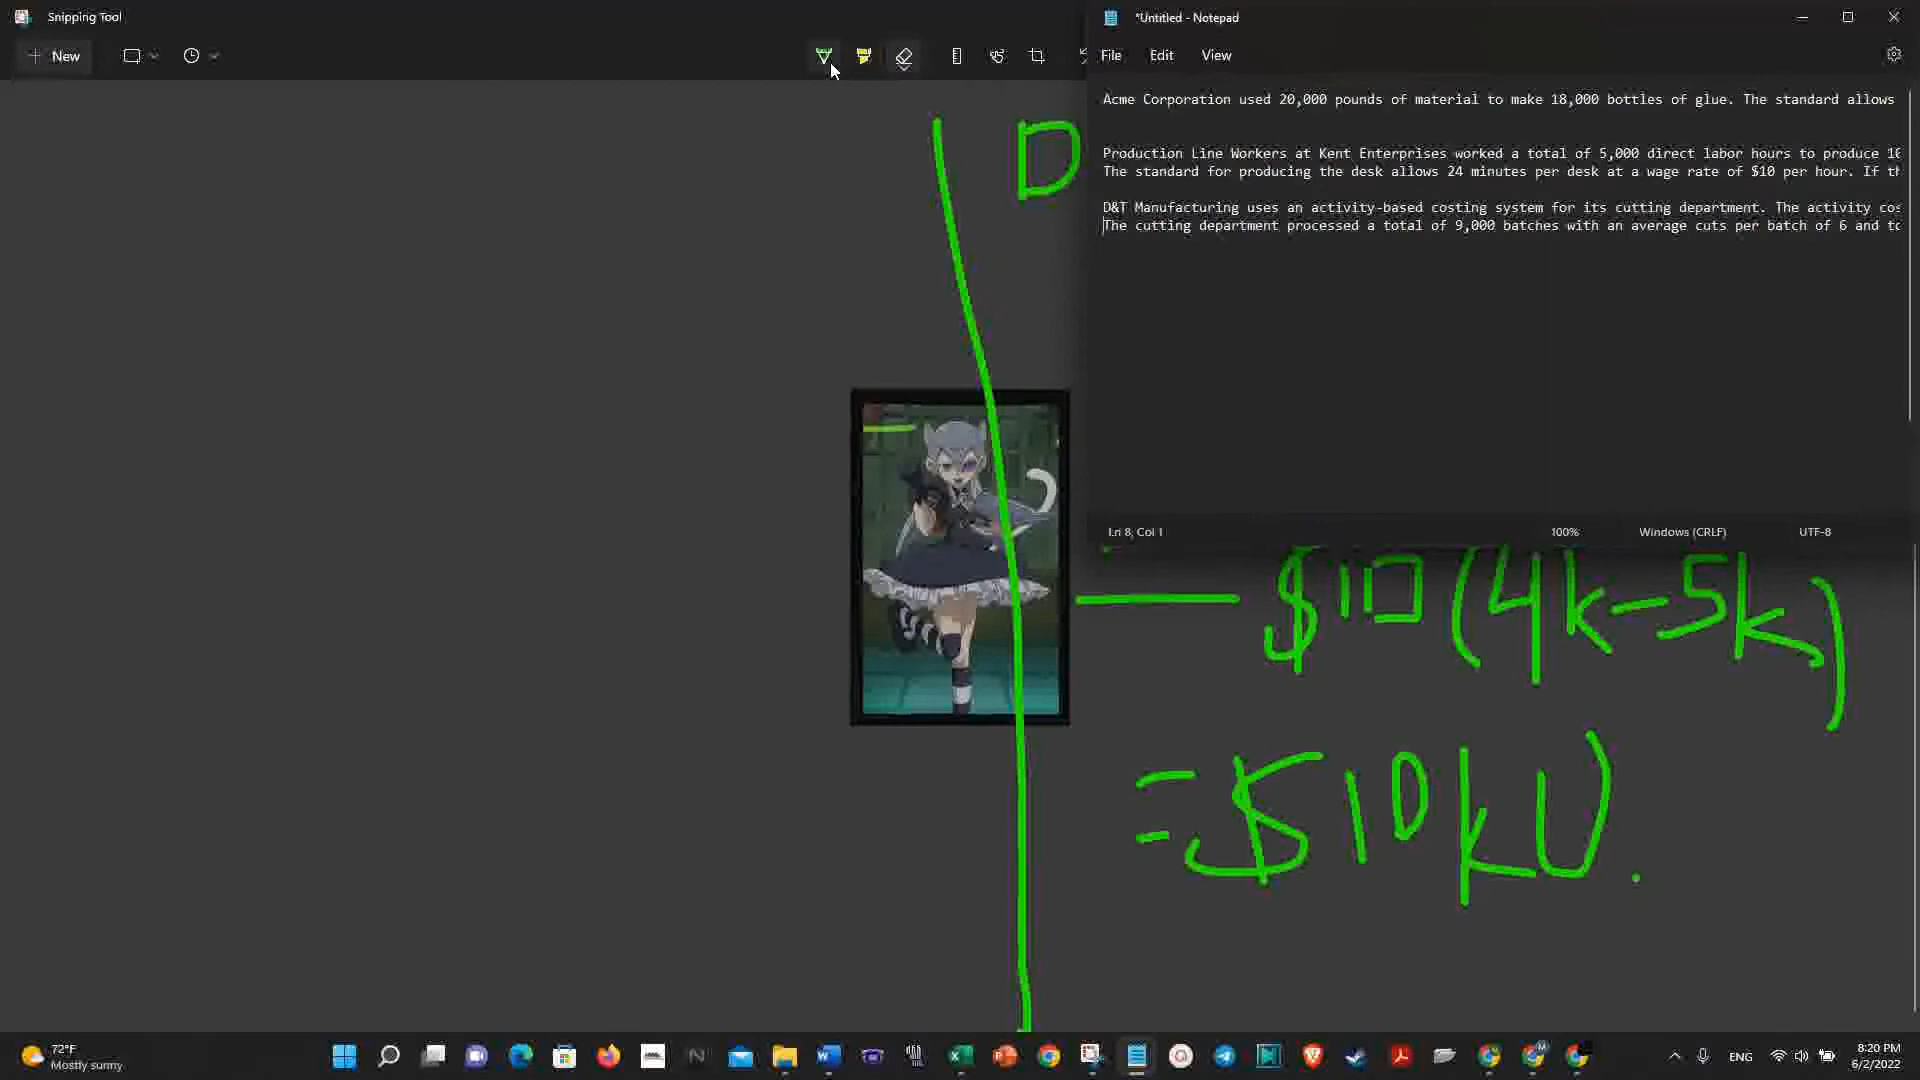 Snipping Tool
*Untitled - Notepad
New
File Edit View
Acme Corporation used 20,000 pounds of material to make 18,000 bottles of glue. The standard allows
Production Line Workers at Kent Enterprises worked a total of 5,000 direct labor hours to produce 10
The standard for producing the desk allows 24 minutes per desk at a wage rate of $10 per hour. If
D&T Manufacturing uses an activity-based costing system for its cutting department. The activity
The cutting department processed a total of 9,000 batches with an average cuts per batch of 6 and
Ln 8, Col 1
100%
Windows (CRLF)
UTF-8
D
$10(4k-5k)
=$10kU.
72°F
Mostly sunny
ENG
8:20 PM
6/2/2022